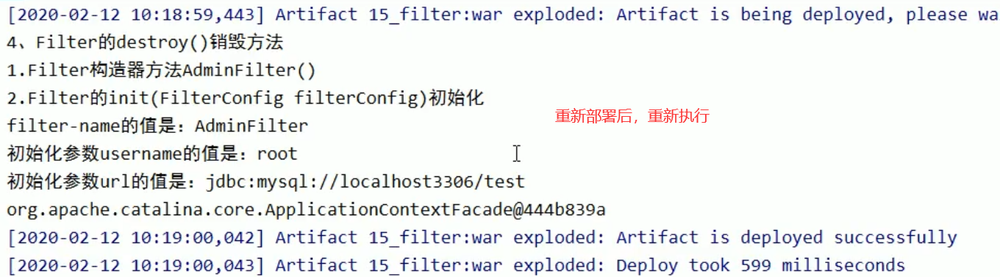 [2020-02-12 10:18:59,443] Artifact 15_filter:war exploded: Artifact is being deployed, please wa
4、Filter的destroy()销毁方法
1.Filter构造器方法AdminFilter()
2.Filter的init(FilterConfig filterConfig)初始化
重新部署后，重新执行
filter-name的值是：AdminFilter
初始化参数username的值是：root
初始化参数url的值是：jdbc:mysql://localhost3306/test
org.apache.catalina.core.ApplicationContextFacade@444b839a
[2020-02-12 10:19:00,042] Artifact 15_filter:war exploded: Artifact is deployed successfully
[2020-02-12 10:19:00,043] Artifact 15_filter:war exploded: Deploy took 599 milliseconds